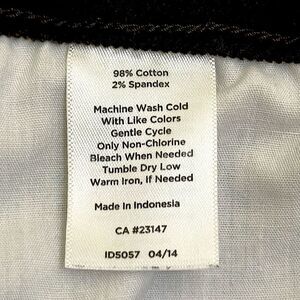 98% Cotton
2% Spandex
Machine Wash Cold
With Like Colors
Gentle Cycle
Only Non-Chlorine
Bleach When Needed
Tumble Dry Low
Warm Iron, If Needed
Made In Indonesia
CA #23147
ID5057 04/14